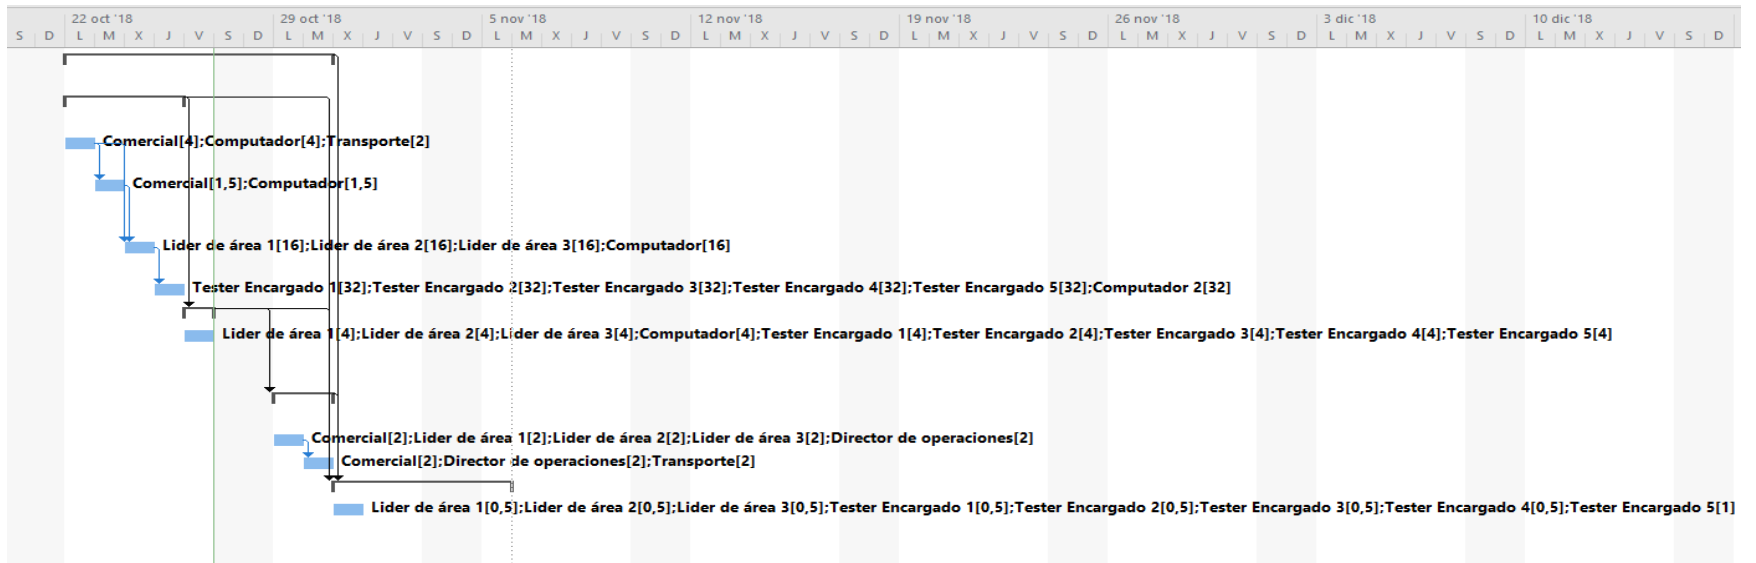 22 oct '18 29 oct '18 5 nov '18 12 nov '18 19 nov '18 26 nov '18 3 dic '18 10 dic '18
S D L M X J V S D L M X J V S D L M X J V S D L M X J V S D L M X J V S D L M X J V S D L M X J V S D L M X J V S D
Comercial[4];Computador[4];Transporte[2]
Comercial[1,5];Computador[1,5]
Lider de área 1[16];Lider de área 2[16];Lider de área 3[16];Computador[16]
Tester Encargado 1[32];Tester Encargado 2[32];Tester Encargado 3[32];Tester Encargado 4[32];Tester Encargado 5[32];Computador 2[32]
Lider de área 1[4];Lider de área 2[4];Lider de área 3[4];Computador[4];Tester Encargado 1[4];Tester Encargado 2[4];Tester Encargado 3[4];Tester Encargado 4[4];Tester Encargado 5[4]
Comercial[2];Lider de área 1[2];Lider de área 2[2];Lider de área 3[2];Director de operaciones[2]
Comercial[2];Director de operaciones[2];Transporte[2]
Lider de área 1[0,5];Lider de área 2[0,5];Lider de área 3[0,5];Tester Encargado 1[0,5];Tester Encargado 2[0,5];Tester Encargado 3[0,5];Tester Encargado 4[0,5];Tester Encargado 5[1]